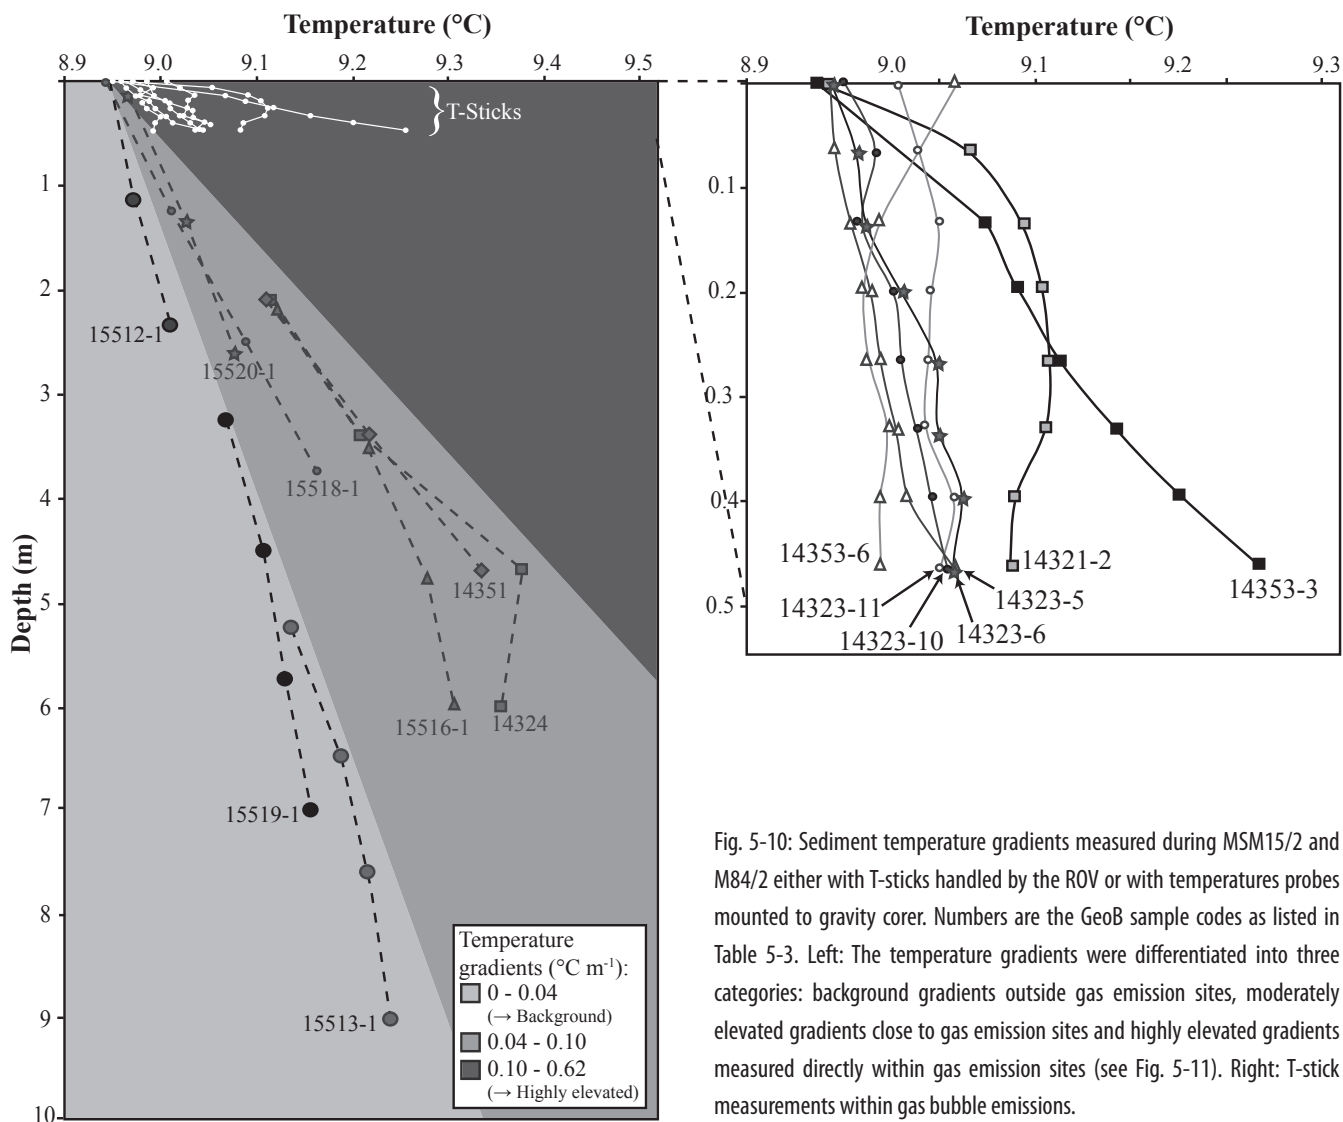 Temperature (°C)
8.9 9.0 9.1 9.2 9.3 9.4 9.5
T-Sticks
1
2
3
4
5
6
7
8
9
10
Depth (m)
15512-1
15520-1
15518-1
14351
15516-1
14324
15519-1
15513-1
Temperature
gradients (°C m-1):
0 - 0.04
(→ Background)
0.04 - 0.10
0.10 - 0.62
(→ Highly elevated)
Temperature (°C)
8.9 9.0 9.1 9.2 9.3
0.1
0.2
0.3
0.4
0.5
14353-6
14321-2
14323-11
14323-5
14353-3
14323-10
14323-6
Fig. 5-10: Sediment temperature gradients measured during MSM15/2 and
M84/2 either with T-sticks handled by the ROV or with temperatures probes
mounted to gravity corer. Numbers are the GeoB sample codes as listed in
Table 5-3. Left: The temperature gradients were differentiated into three
categories: background gradients outside gas emission sites, moderately
elevated gradients close to gas emission sites and highly elevated gradients
measured directly within gas emission sites (see Fig. 5-11). Right: T-stick
measurements within gas bubble emissions.